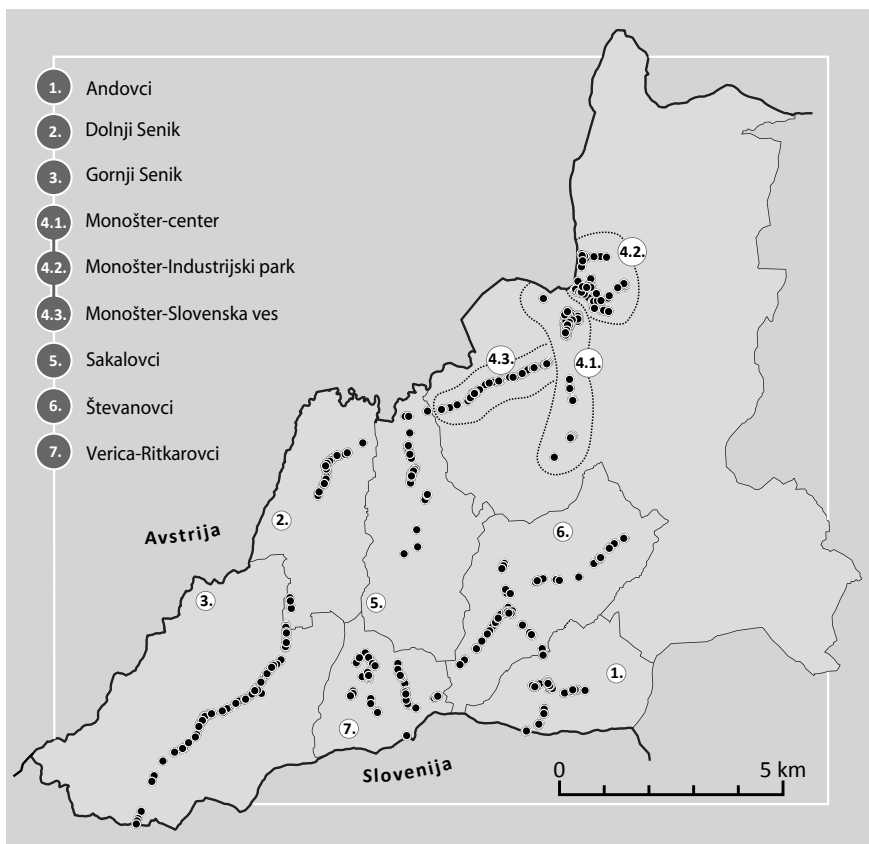 1. Andovci
2. Dolnji Senik
3. Gornji Senik
4.1. Monošter-center
4.2. Monošter-Industrijski park
4.3. Monošter-Slovenska ves
5. Sakalovci
6. Števanovci
7. Verica-Ritkarovci
4.2.
4.3.
4.1.
2.
Avstrija
6.
3.
5.
1.
7.
Slovenija
0 5 km